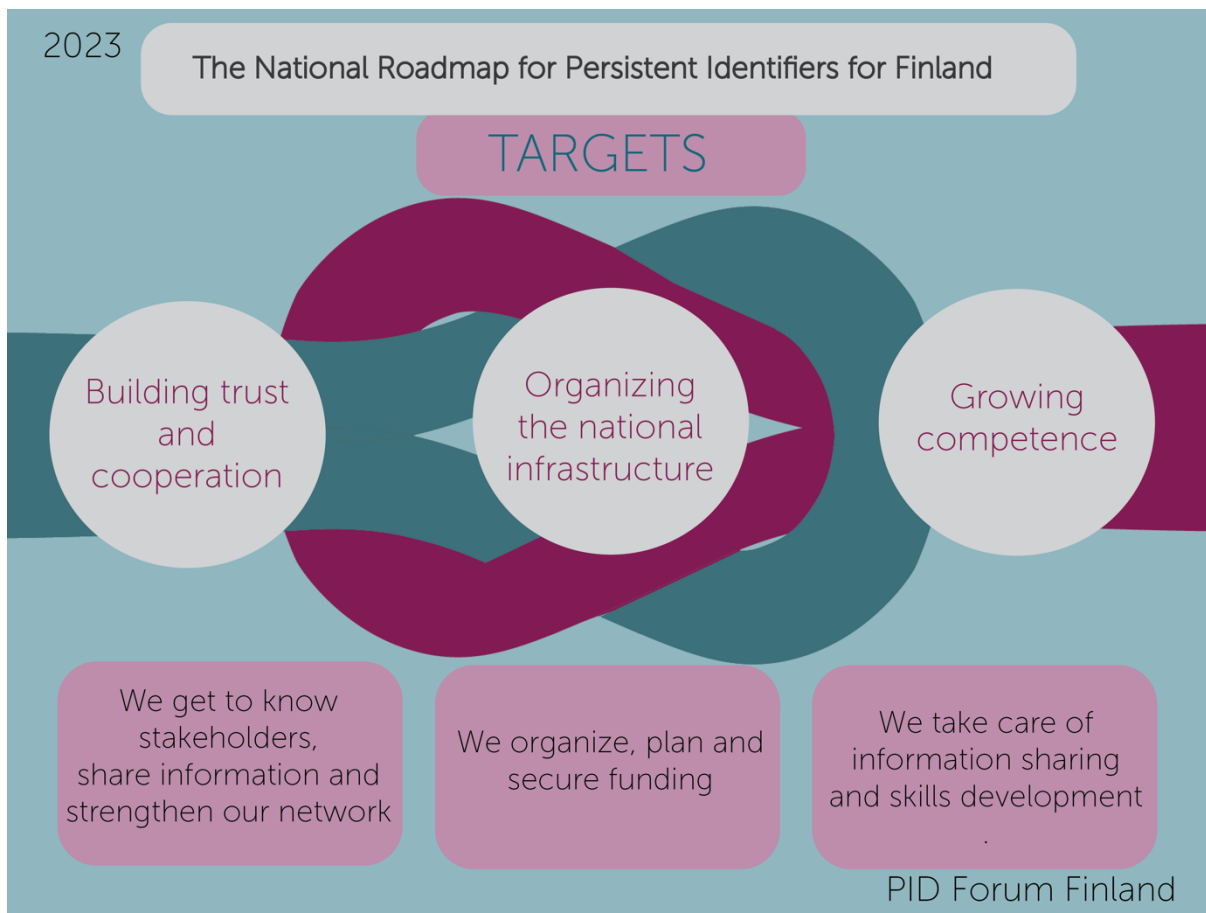 2023
The National Roadmap for Persistent Identifiers for Finland
TARGETS
Building trust
and
cooperation
Organizing
the national
infrastructure
Growing
competence
We get to know
stakeholders,
share information and
strengthen our network
We organize, plan and
secure funding
We take care of
information sharing
and skills development
.
PID Forum Finland